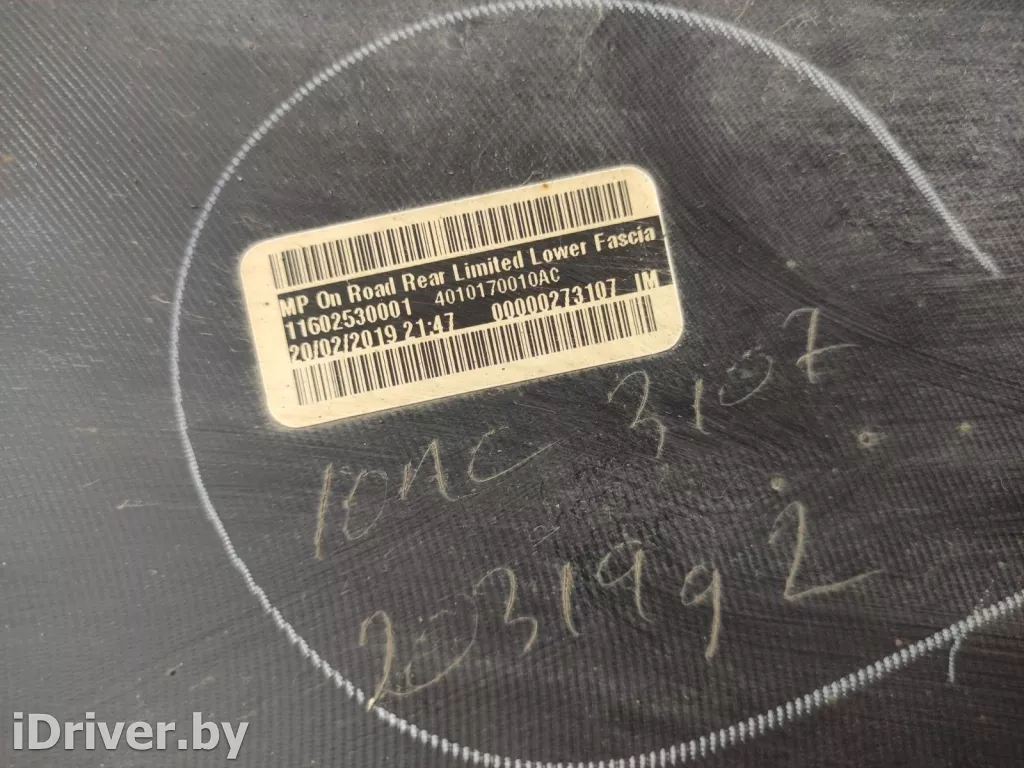 MP On Road Rear Limited Lower Fascia
11602530001 4010170010AC
20/02/2019 21:47 00000273107 IM
10AC 3107
2031992
iDriver.by